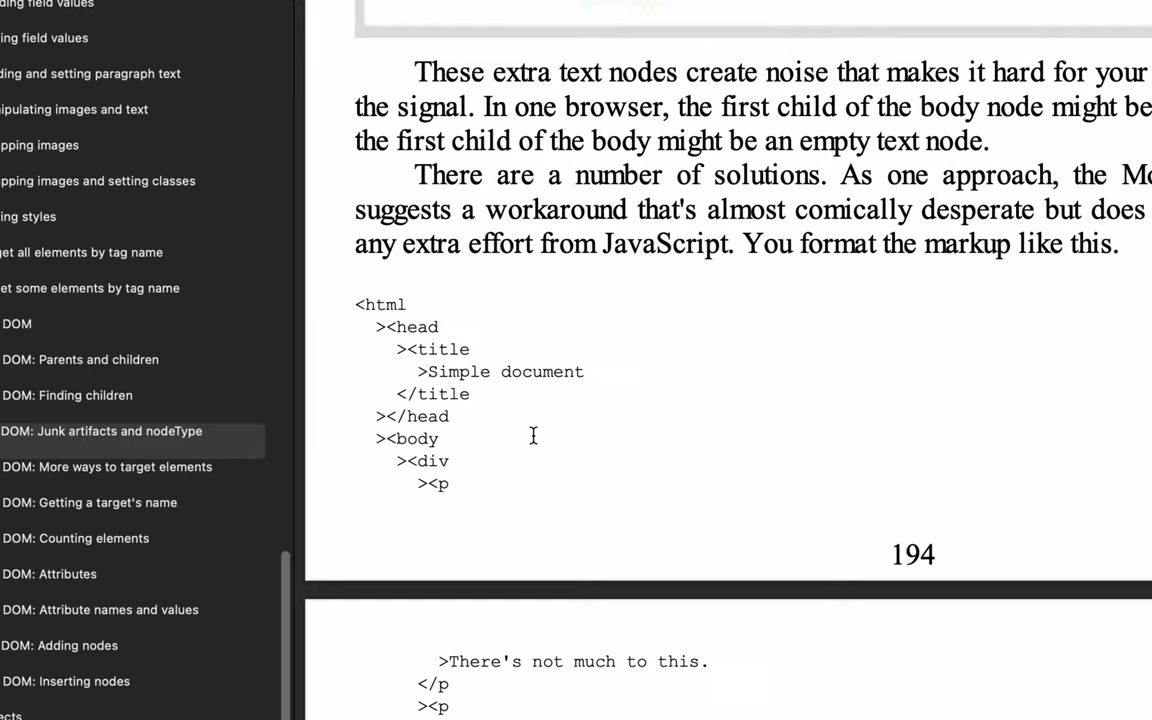 ding field values
ing field values
ding and setting paragraph text
nipulating images and text
pping images
pping images and setting classes
ing styles
get all elements by tag name
et some elements by tag name
DOM
DOM: Parents and children
DOM: Finding children
DOM: Junk artifacts and nodeType
DOM: More ways to target elements
DOM: Getting a target's name
DOM: Counting elements
DOM: Attributes
DOM: Attribute names and values
DOM: Adding nodes
DOM: Inserting nodes
ects
These extra text nodes create noise that makes it hard for your
the signal. In one browser, the first child of the body node might be
the first child of the body might be an empty text node.
There are a number of solutions. As one approach, the Mo
suggests a workaround that's almost comically desperate but does
any extra effort from JavaScript. You format the markup like this.
<html
><head
><title
>Simple document
</title
></head
><body
><div
><p
194
>There's not much to this.
</p
><p